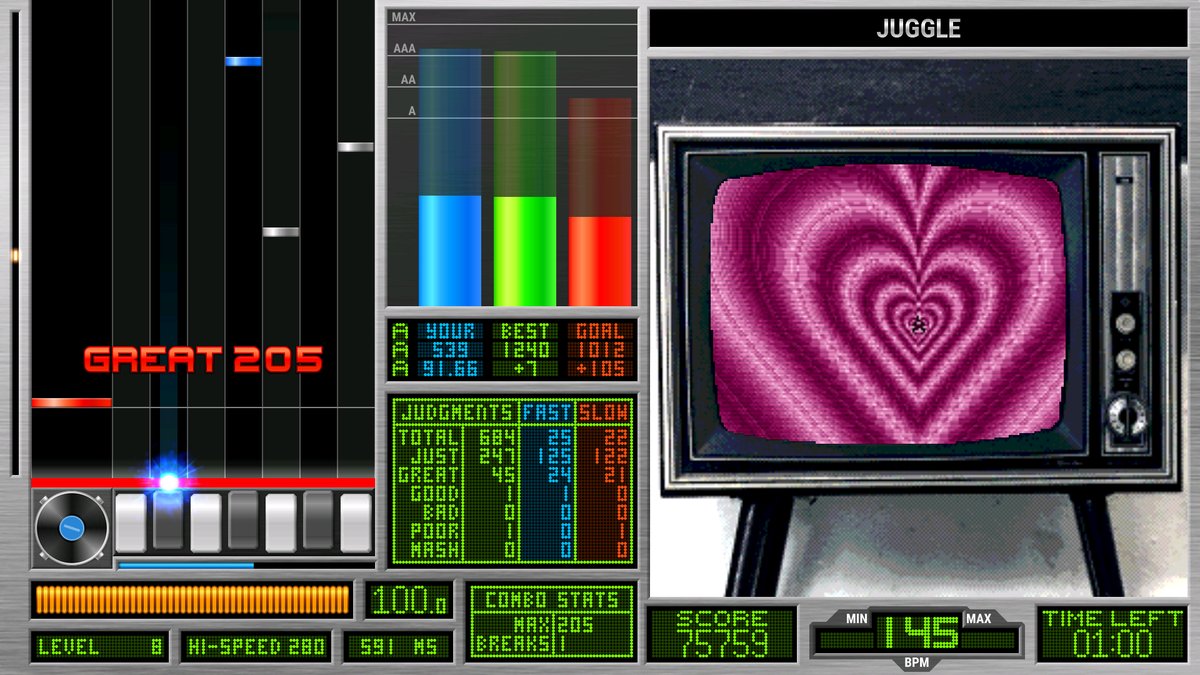 JUGGLE
MAX
AAA
AA
A
GREAT 205
A YOUR BEST GOAL
A 539 1240 1012
A 91.66 +7 +105
JUDGMENTS FAST SLOW
TOTAL 684 25 22
JUST 247 125 122
GREAT 45 24 21
GOOD 1 1 0
BAD 0 0 0
POOR 1 0 0
MASH 0 0 0
100.0
COMBO STATS
MAX 205
BREAKS 1
LEVEL 8
HI-SPEED 280
591 MS
SCORE
75759
MIN 145 MAX
BPM
TIME LEFT
01:00